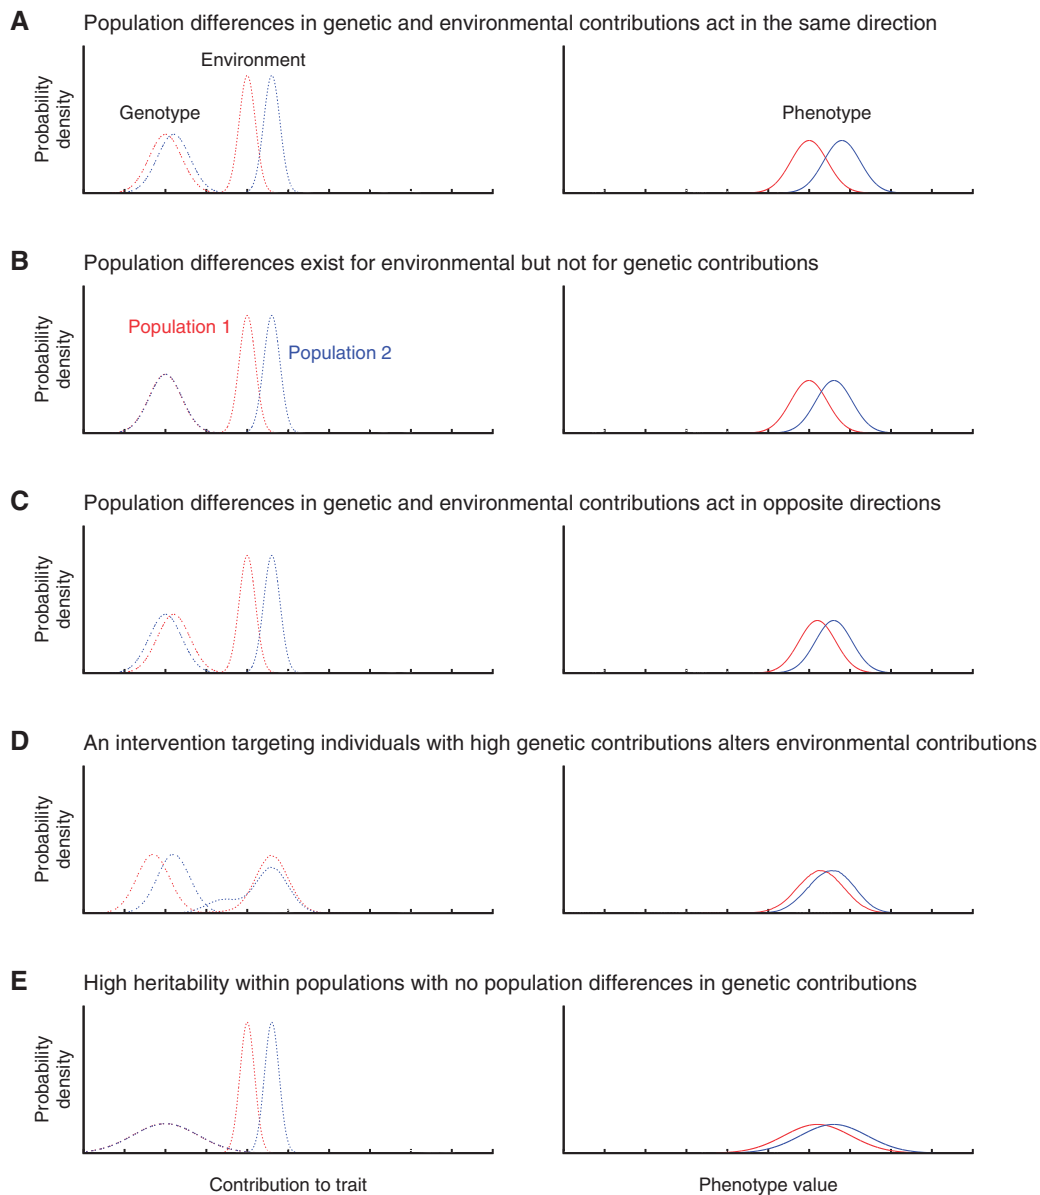 A Population differences in genetic and environmental contributions act in the same direction
Probability
density
Genotype
Environment
Phenotype
B Population differences exist for environmental but not for genetic contributions
Probability
density
Population 1
Population 2
C Population differences in genetic and environmental contributions act in opposite directions
Probability
density
D An intervention targeting individuals with high genetic contributions alters environmental contributions
Probability
density
E High heritability within populations with no population differences in genetic contributions
Probability
density
Contribution to trait
Phenotype value